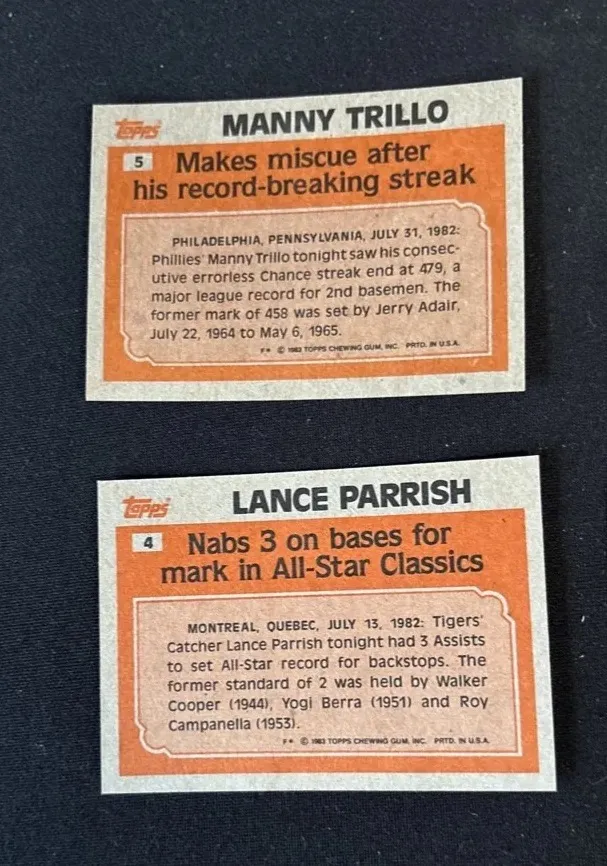 Topps
MANNY TRILLO
5
Makes miscue after
his record-breaking streak
PHILADELPHIA, PENNSYLVANIA, JULY 31, 1982:
Phillies' Manny Trillo tonight saw his consec-
utive errorless Chance streak end at 479, a
major league record for 2nd basemen. The
former mark of 458 was set by Jerry Adair,
July 22, 1964 to May 6, 1965.
F* © 1983 TOPPS CHEWING GUM, INC. PRTD. IN U.S.A.
Topps
LANCE PARRISH
4
Nabs 3 on bases for
mark in All-Star Classics
MONTREAL, QUEBEC, JULY 13, 1982: Tigers'
Catcher Lance Parrish tonight had 3 Assists
to set All-Star record for backstops. The
former standard of 2 was held by Walker
Cooper (1944), Yogi Berra (1951) and Roy
Campanella (1953).
F* © 1983 TOPPS CHEWING GUM, INC. PRTD. IN U.S.A.